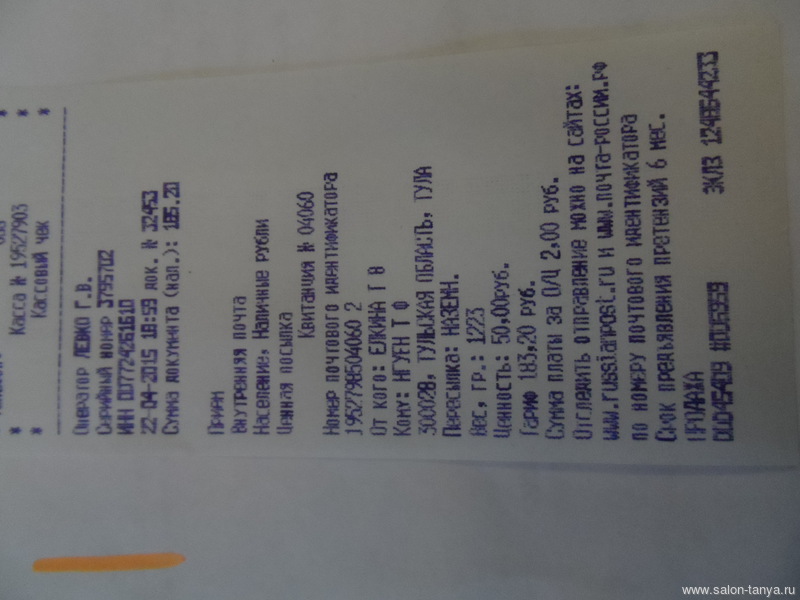 * *
Касса № 19527903 *
* Кассовый чек *
Оператор ЛЕВКО Г.В.
Серийный номер 3795702
ИНН 007724261610
22-04-2015 18:59 док. № 32453
Сумма документа (нал.): 185.20
ПРИЕМ
ВНУТРЕННЯЯ ПОЧТА
Население, Наличные рубли
Ценная посылка
Квитанция № 04060
Номер почтового идентификатора
1952798504060 2
От кого: ЕЛКИНА Г В
Кому: НГУЕН Т Ф
300028, ТУЛЬСКАЯ ОБЛАСТЬ, ТУЛА
Пересылка: НАЗЕМН.
Вес, гр.: 1223
Ценность: 50,00руб.
Тариф 183,20 руб.
Сумма платы за О/Ц 2,00 руб.
Отследить отправление можно на сайтах:
www.russianpost.ru и www.почта-россии.рф
по номеру почтового идентификатора
Срок предъявления претензий 6 мес.
ПРОДАЖА ЭКЛЗ 1248644233
www.salon-tanya.ru